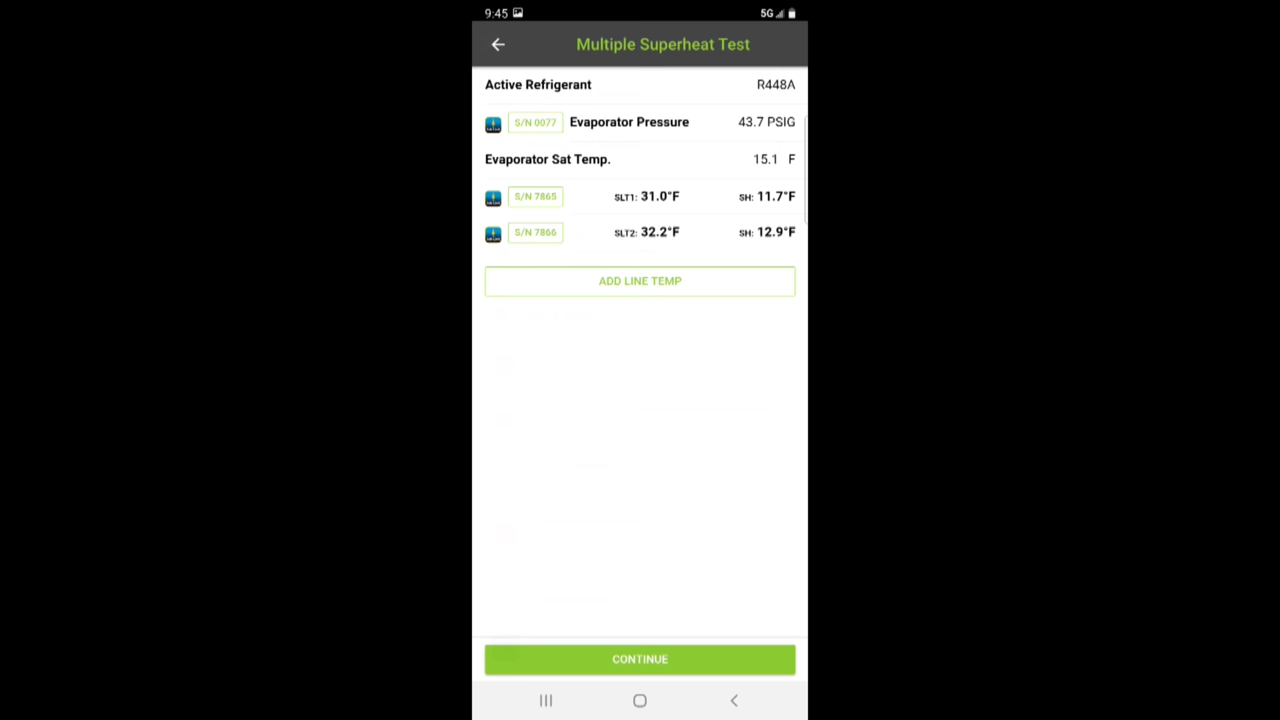 9:45 5G
Multiple Superheat Test
Active Refrigerant R448A
S/N 0077 Evaporator Pressure 43.7 PSIG
Evaporator Sat Temp. 15.1 F
S/N 7865 SLT1: 31.0°F SH: 11.7°F
S/N 7866 SLT2: 32.2°F SH: 12.9°F
ADD LINE TEMP
CONTINUE